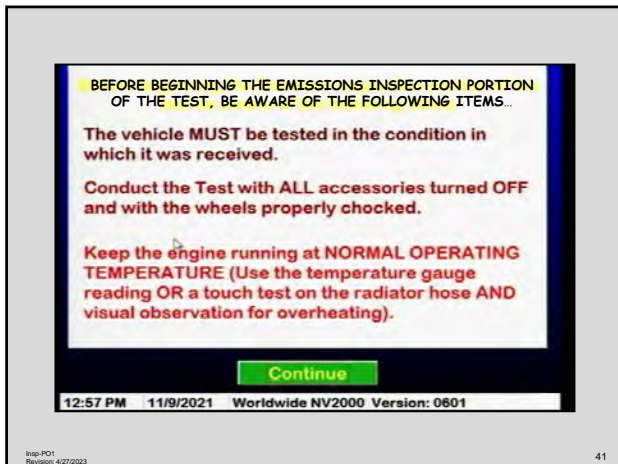 BEFORE BEGINNING THE EMISSIONS INSPECTION PORTION
OF THE TEST, BE AWARE OF THE FOLLOWING ITEMS...
The vehicle MUST be tested in the condition in
which it was received.
Conduct the Test with ALL accessories turned OFF
and with the wheels properly chocked.
Keep the engine running at NORMAL OPERATING
TEMPERATURE (Use the temperature gauge
reading OR a touch test on the radiator hose AND
visual observation for overheating).
Continue
12:57 PM 11/9/2021 Worldwide NV2000 Version: 0601
Insp-PO1
Revision: 4/27/2023
41